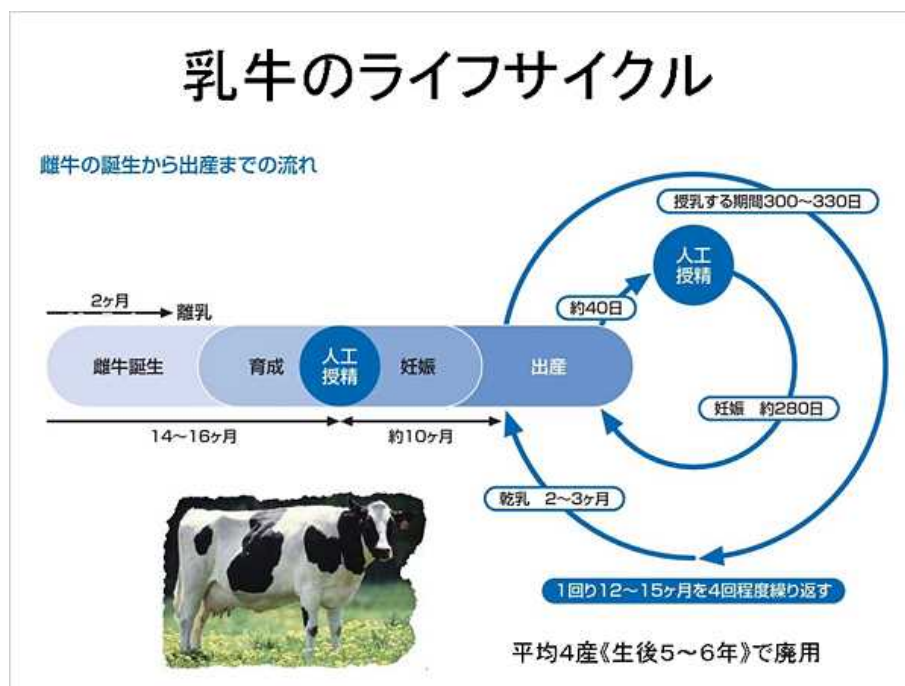 乳牛のライフサイクル
雌牛の誕生から出産までの流れ
授乳する期間300〜330日
人工
授精
約40日
2ヶ月
離乳
雌牛誕生
育成
人工
授精
妊娠
出産
妊娠 約280日
14〜16ヶ月
約10ヶ月
乾乳 2〜3ヶ月
1回り12〜15ヶ月を4回程度繰り返す
平均4産《生後5〜6年》で廃用